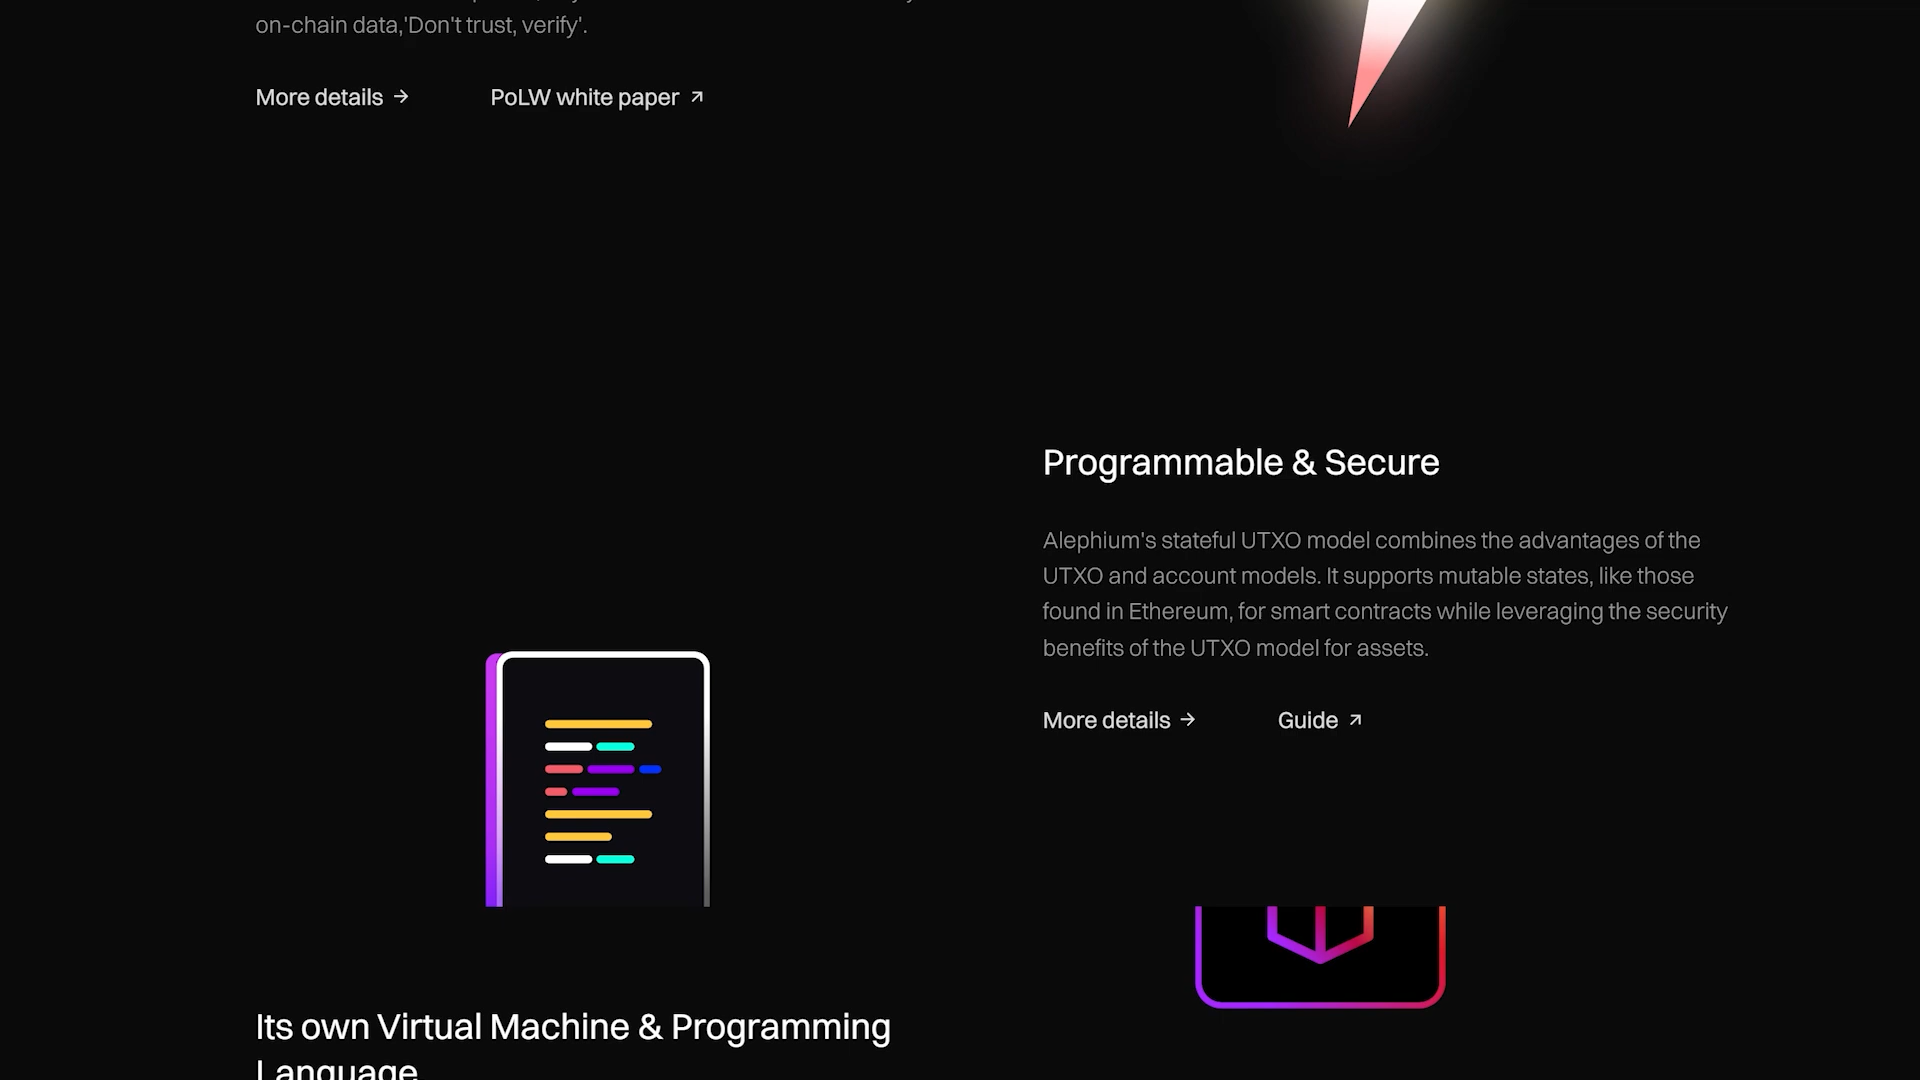 on-chain data,'Don't trust, verify'.
More details
PoLW white paper
Programmable & Secure
Alephium's stateful UTXO model combines the advantages of the
UTXO and account models. It supports mutable states, like those
found in Ethereum, for smart contracts while leveraging the security
benefits of the UTXO model for assets.
More details
Guide
Its own Virtual Machine & Programming
Language